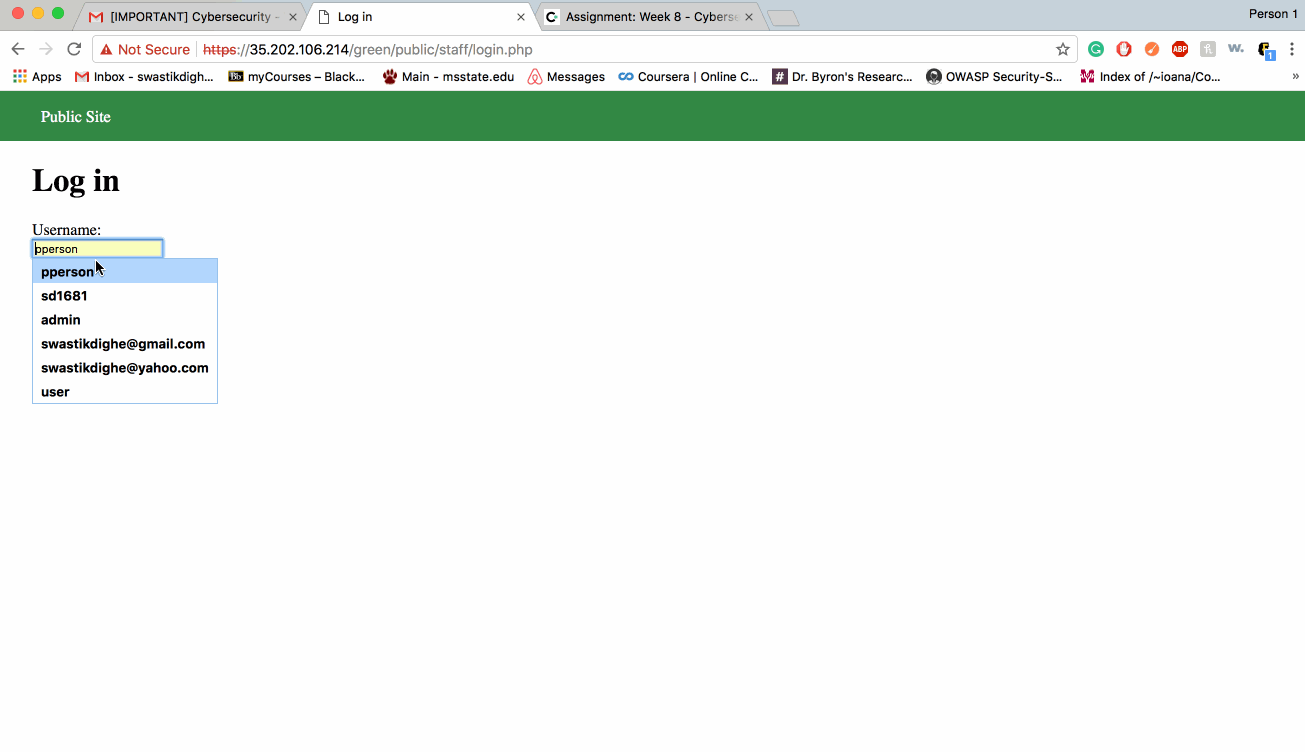 [IMPORTANT] Cybersecurity -
Log in
Assignment: Week 8 - Cyberse
Person 1
Not Secure
https://35.202.106.214/green/public/staff/login.php
ABP
w.
1
Apps
Inbox - swastikdigh...
myCourses – Black...
Main - msstate.edu
Messages
Coursera | Online C...
# Dr. Byron's Researc...
OWASP Security-S...
Index of /~ioana/Co...
»
Public Site
Log in
Username:
pperson
pperson
sd1681
admin
swastikdighe@gmail.com
swastikdighe@yahoo.com
user